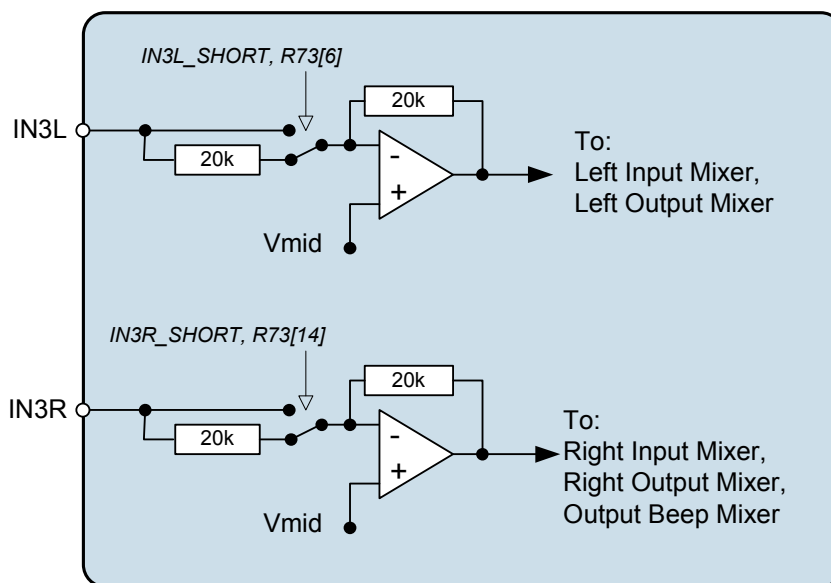 IN3L_SHORT, R73[6]
20k
IN3L
20k
-
+
Vmid
To:
Left Input Mixer,
Left Output Mixer
IN3R_SHORT, R73[14]
20k
IN3R
20k
-
+
Vmid
To:
Right Input Mixer,
Right Output Mixer,
Output Beep Mixer